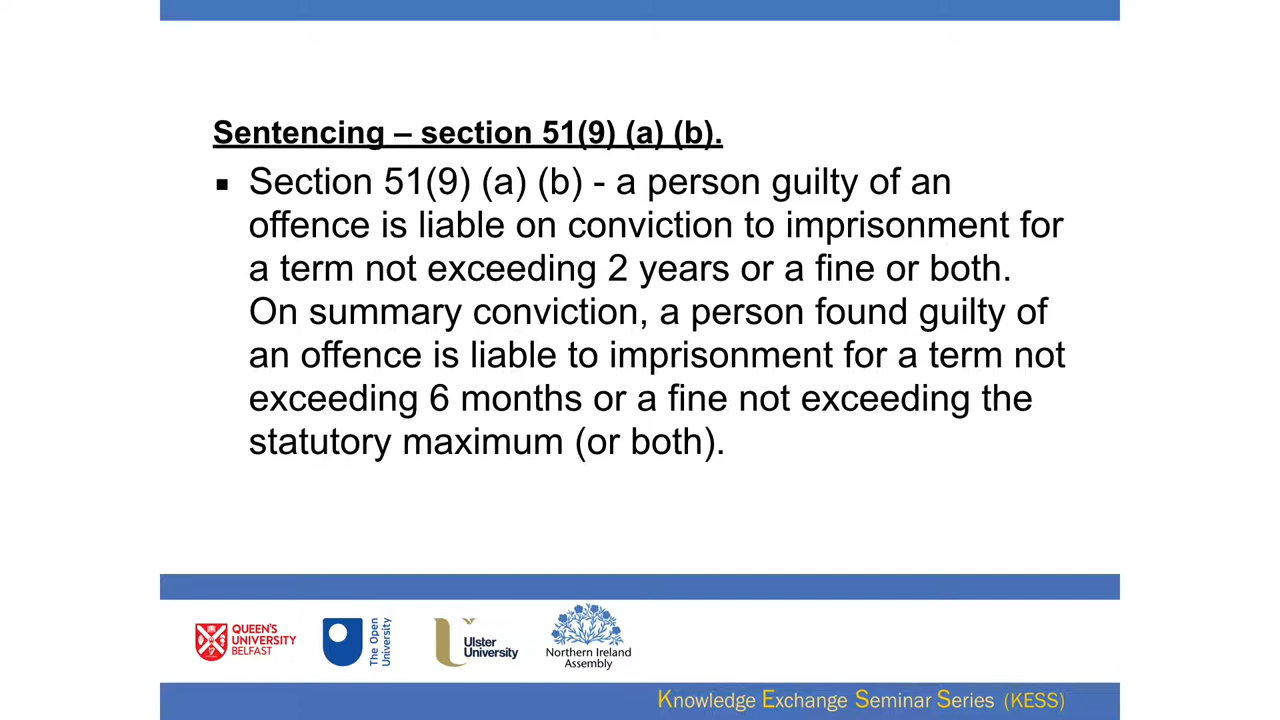 Sentencing – section 51(9) (a) (b).
▪ Section 51(9) (a) (b) - a person guilty of an
offence is liable on conviction to imprisonment for
a term not exceeding 2 years or a fine or both.
On summary conviction, a person found guilty of
an offence is liable to imprisonment for a term not
exceeding 6 months or a fine not exceeding the
statutory maximum (or both).
QUEEN'S
UNIVERSITY
BELFAST
The Open
University
Ulster
University
Northern Ireland
Assembly
Knowledge Exchange Seminar Series (KESS)